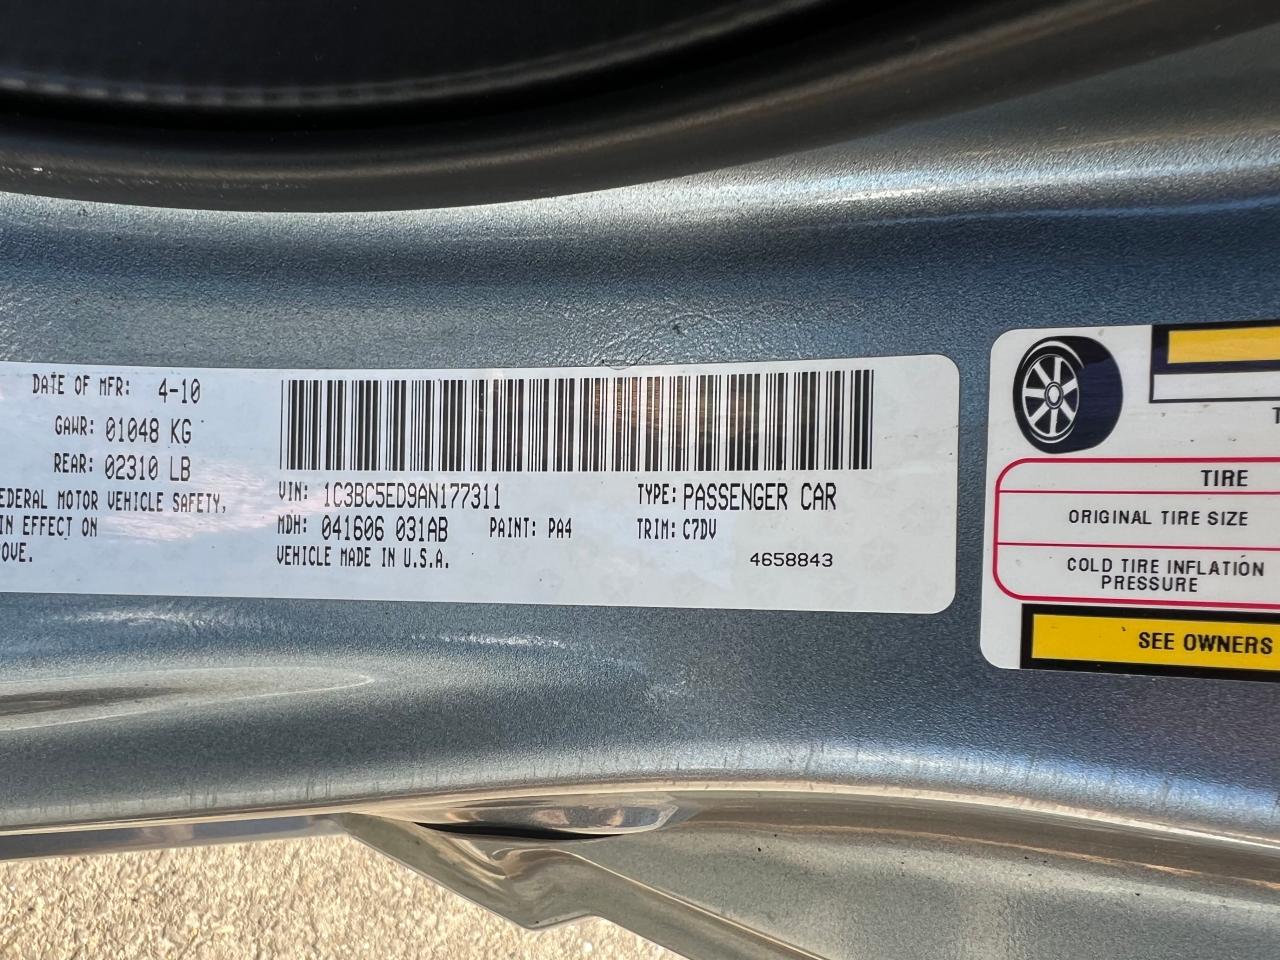 DATE OF MFR: 4-10
GAWR: 01048 KG
REAR: 02310 LB
EDERAL MOTOR VEHICLE SAFETY,
IN EFFECT ON
OVE.
VIN: 1C3BC5ED9AN177311
TYPE: PASSENGER CAR
MDH: 041606 031AB
PAINT: PA4
TRIM: C7DV
VEHICLE MADE IN U.S.A.
4658843
T
TIRE
ORIGINAL TIRE SIZE
COLD TIRE INFLATION
PRESSURE
SEE OWNERS